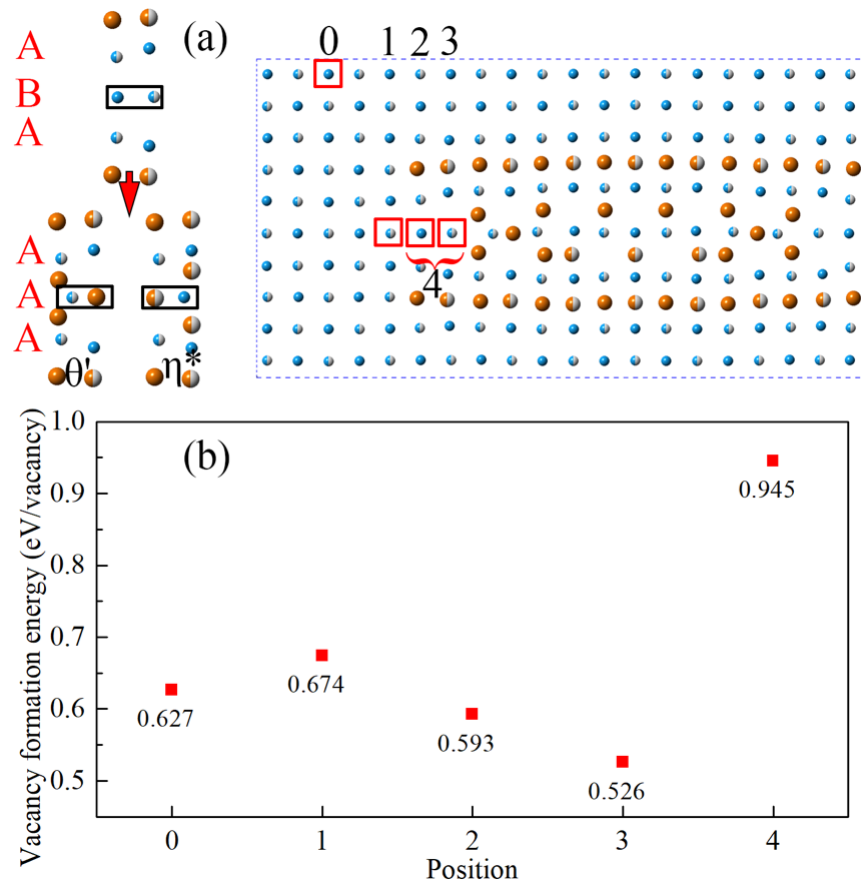 (a)
A
B
A
A
A
A
θ'
η*
0
1
2
3
4
(b)
Vacancy formation energy (eV/vacancy)
1.0
0.9
0.8
0.7
0.6
0.5
0.627
0.674
0.593
0.526
0.945
0
1
2
3
4
Position